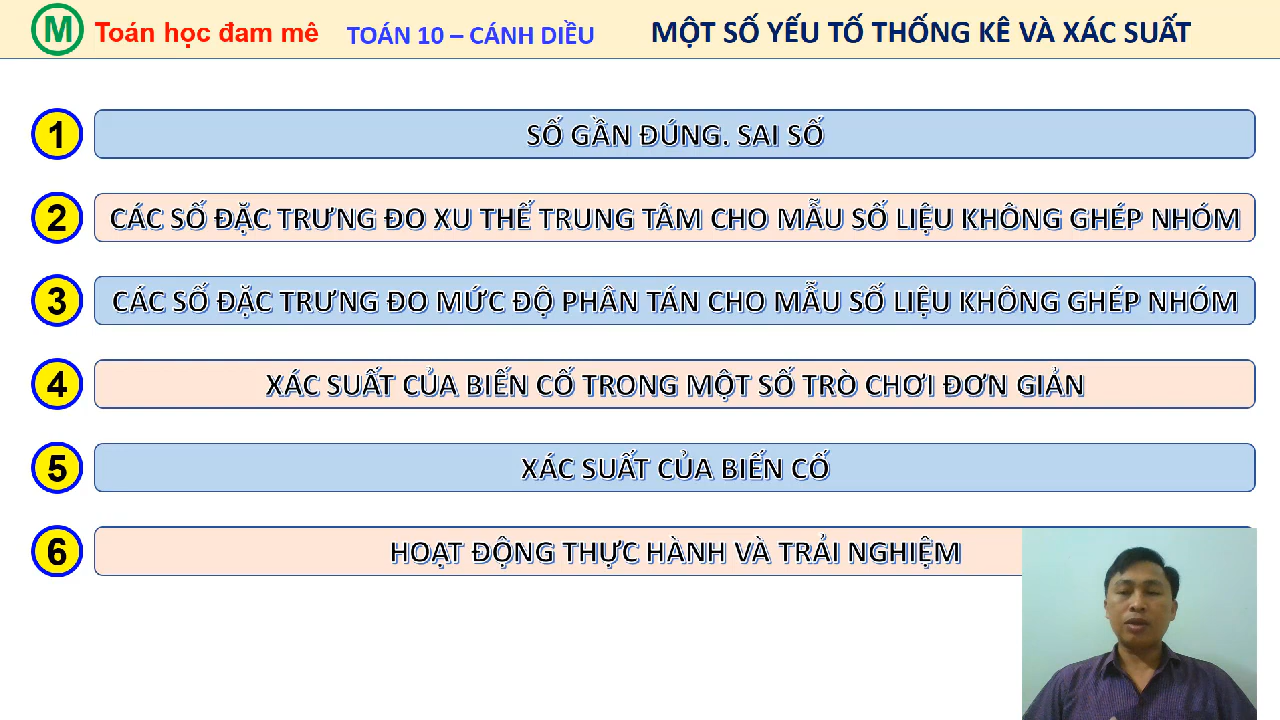 M Toán học đam mê TOÁN 10 – CÁNH DIỀU MỘT SỐ YẾU TỐ THỐNG KÊ VÀ XÁC SUẤT
1 SỐ GẦN ĐÚNG. SAI SỐ
2 CÁC SỐ ĐẶC TRƯNG ĐO XU THẾ TRUNG TÂM CHO MẪU SỐ LIỆU KHÔNG GHÉP NHÓM
3 CÁC SỐ ĐẶC TRƯNG ĐO MỨC ĐỘ PHÂN TÁN CHO MẪU SỐ LIỆU KHÔNG GHÉP NHÓM
4 XÁC SUẤT CỦA BIẾN CỐ TRONG MỘT SỐ TRÒ CHƠI ĐƠN GIẢN
5 XÁC SUẤT CỦA BIẾN CỐ
6 HOẠT ĐỘNG THỰC HÀNH VÀ TRẢI NGHIỆM